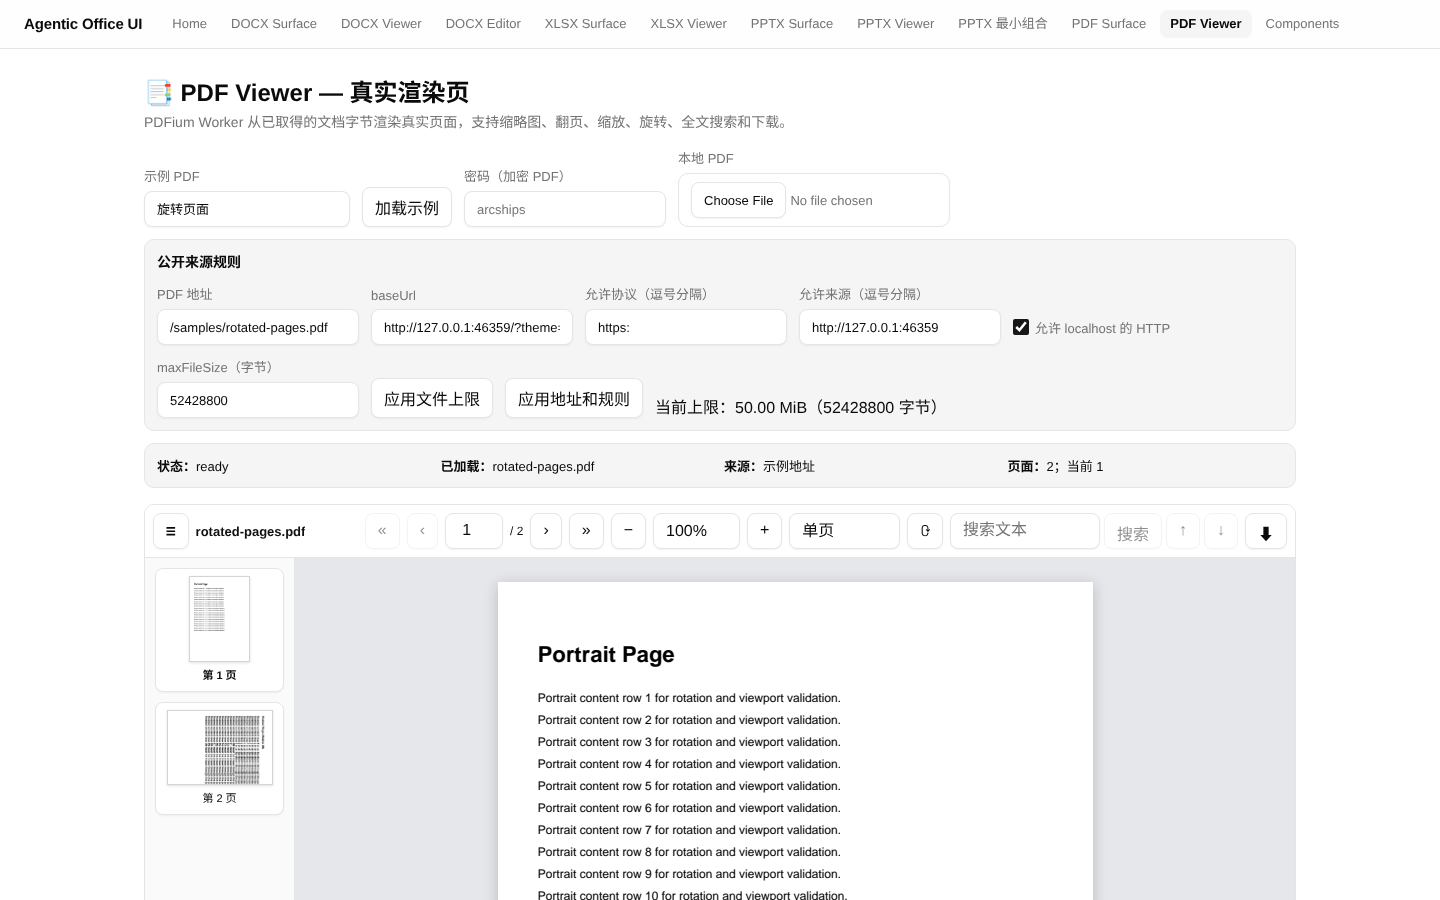 Agentic Office UI Home DOCX Surface DOCX Viewer DOCX Editor XLSX Surface XLSX Viewer PPTX Surface PPTX Viewer PPTX 最小组合 PDF Surface PDF Viewer Components
PDF Viewer — 真实渲染页
PDFium Worker 从已取得的文档字节渲染真实页面，支持缩略图、翻页、缩放、旋转、全文搜索和下载。
示例 PDF 密码（加密 PDF） 本地 PDF
旋转页面 加载示例 arcships Choose File No file chosen
公开来源规则
PDF 地址 baseUrl 允许协议（逗号分隔） 允许来源（逗号分隔）
/samples/rotated-pages.pdf http://127.0.0.1:46359/?theme= https: http://127.0.0.1:46359 允许 localhost 的 HTTP
maxFileSize（字节）
52428800 应用文件上限 应用地址和规则 当前上限：50.00 MiB（52428800 字节）
状态：ready 已加载：rotated-pages.pdf 来源：示例地址 页面：2；当前 1
☰ rotated-pages.pdf « ‹ 1 / 2 › » − 100% + 单页 搜索文本 搜索 ↑ ↓ ⬇
第 1 页
第 2 页
Portrait Page
Portrait content row 1 for rotation and viewport validation.
Portrait content row 2 for rotation and viewport validation.
Portrait content row 3 for rotation and viewport validation.
Portrait content row 4 for rotation and viewport validation.
Portrait content row 5 for rotation and viewport validation.
Portrait content row 6 for rotation and viewport validation.
Portrait content row 7 for rotation and viewport validation.
Portrait content row 8 for rotation and viewport validation.
Portrait content row 9 for rotation and viewport validation.
Portrait content row 10 for rotation and viewport validation.